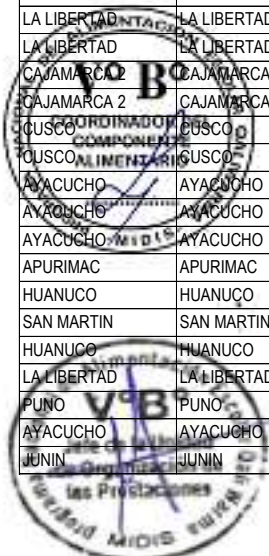 LA LIBERTAD LA LIBERTAD
LA LIBERTAD LA LIBERTAD
CAJAMARCA 2 CAJAMARCA
CAJAMARCA 2 CAJAMARCA
CUSCO CUSCO
CUSCO CUSCO
AYACUCHO AYACUCHO
AYACUCHO AYACUCHO
AYACUCHO AYACUCHO
APURIMAC APURIMAC
HUANUCO HUANUCO
SAN MARTIN SAN MARTIN
HUANUCO HUANUCO
LA LIBERTAD LA LIBERTAD
PUNO PUNO
AYACUCHO AYACUCHO
JUNIN JUNIN
V° B°
COORDINADOR
COMPONENTE
ALIMENTARIO
MIDIS
V° B°
las Prestaciones
MIDIS